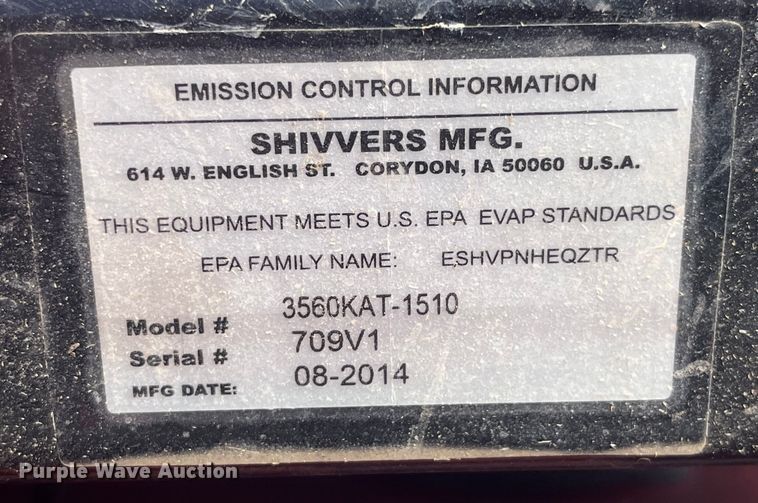 EMISSION CONTROL INFORMATION
SHIVVERS MFG.
614 W. ENGLISH ST. CORYDON, IA 50060 U.S.A.
THIS EQUIPMENT MEETS U.S. EPA EVAP STANDARDS
EPA FAMILY NAME: ESHVPNHEQZTR
Model # 3560KAT-1510
Serial # 709V1
MFG DATE: 08-2014
Purple Wave Auction